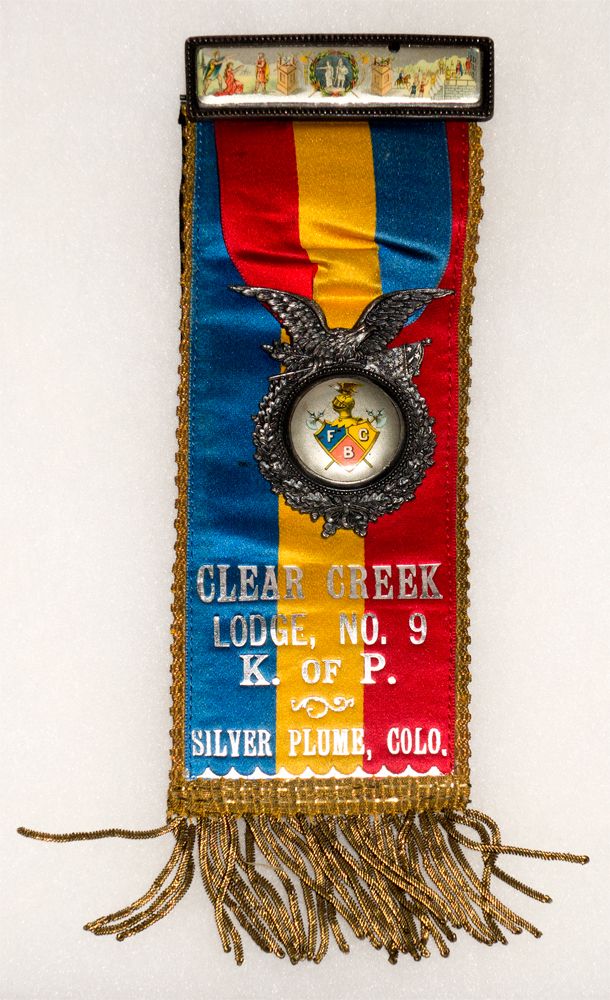 F C
B
CLEAR CREEK
LODGE, NO. 9
K. OF P.
SILVER PLUME, COLO.